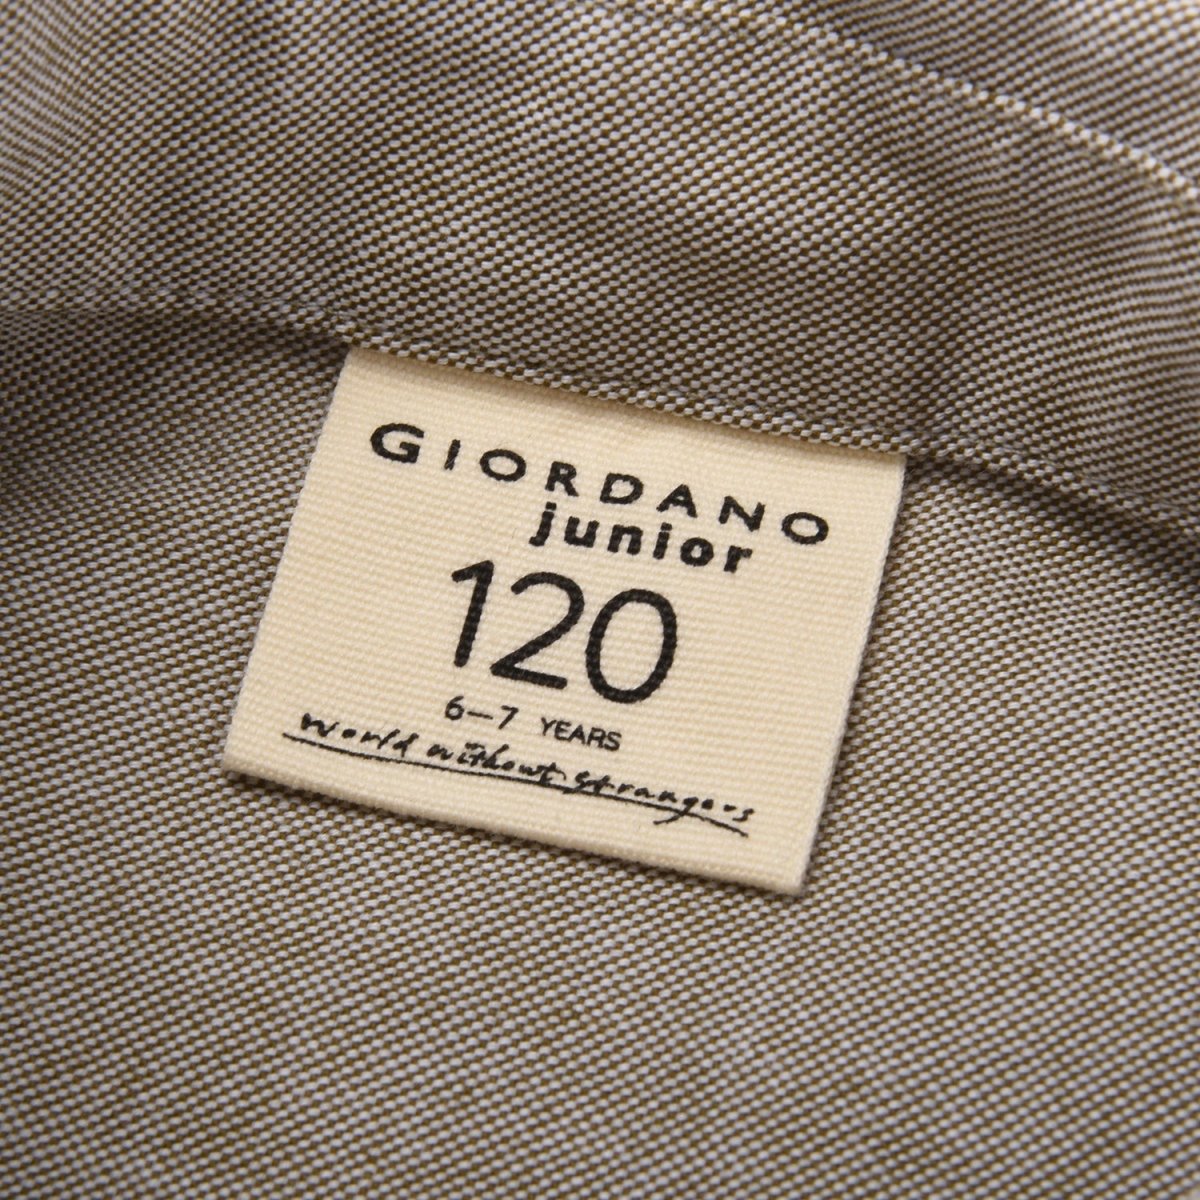 GIORDANO
junior
120
6–7 YEARS
World without strangers